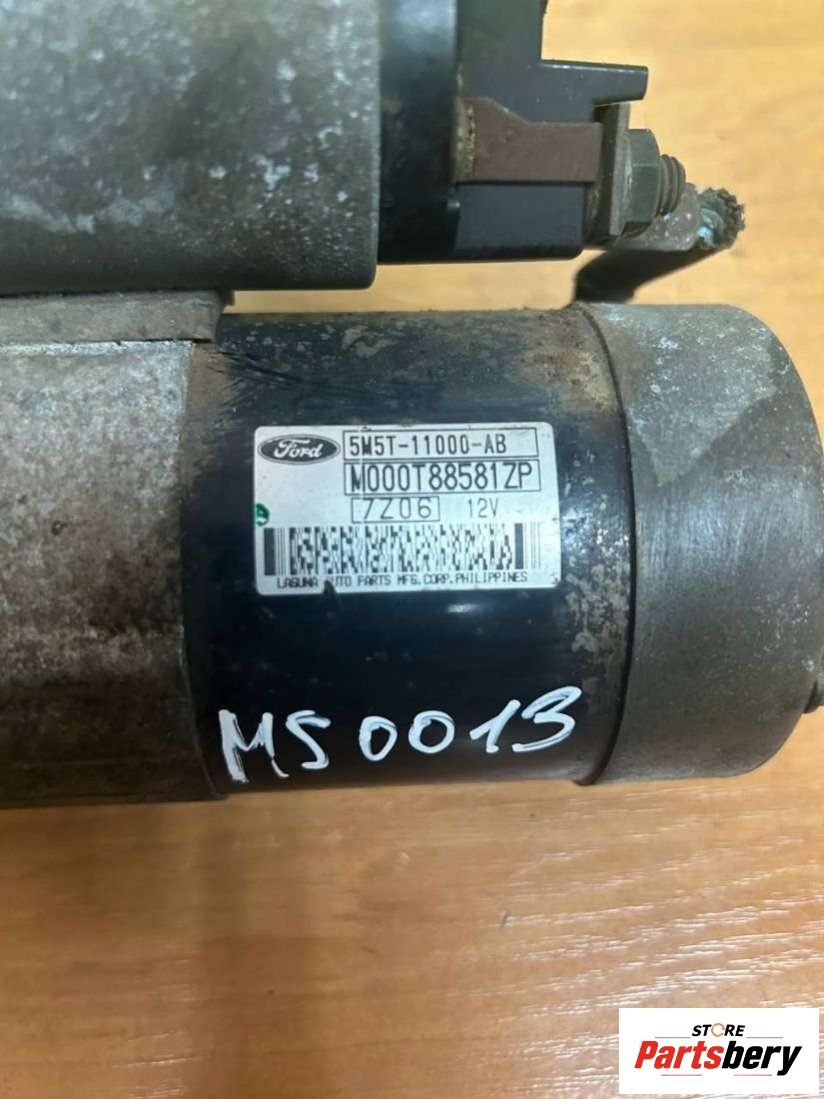 Ford 5M5T-11000-AB
M000T88581ZP
7Z06 12V
LAGUNA AUTO PARTS MFG.CORP.PHILIPPINES
MS0013
STORE
Partsbery